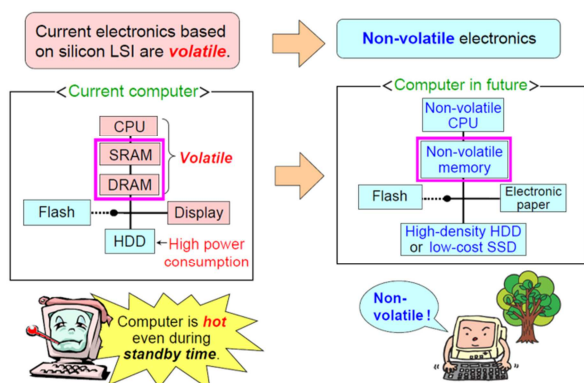 Current electronics based
on silicon LSI are volatile.
Non-volatile electronics
Current computer
CPU
SRAM
DRAM
Volatile
Flash
Display
HDD
High power
consumption
Computer is hot
even during
standby time.
Computer in future
Non-volatile
CPU
Non-volatile
memory
Flash
Electronic
paper
High-density HDD
or low-cost SSD
Non-
volatile !